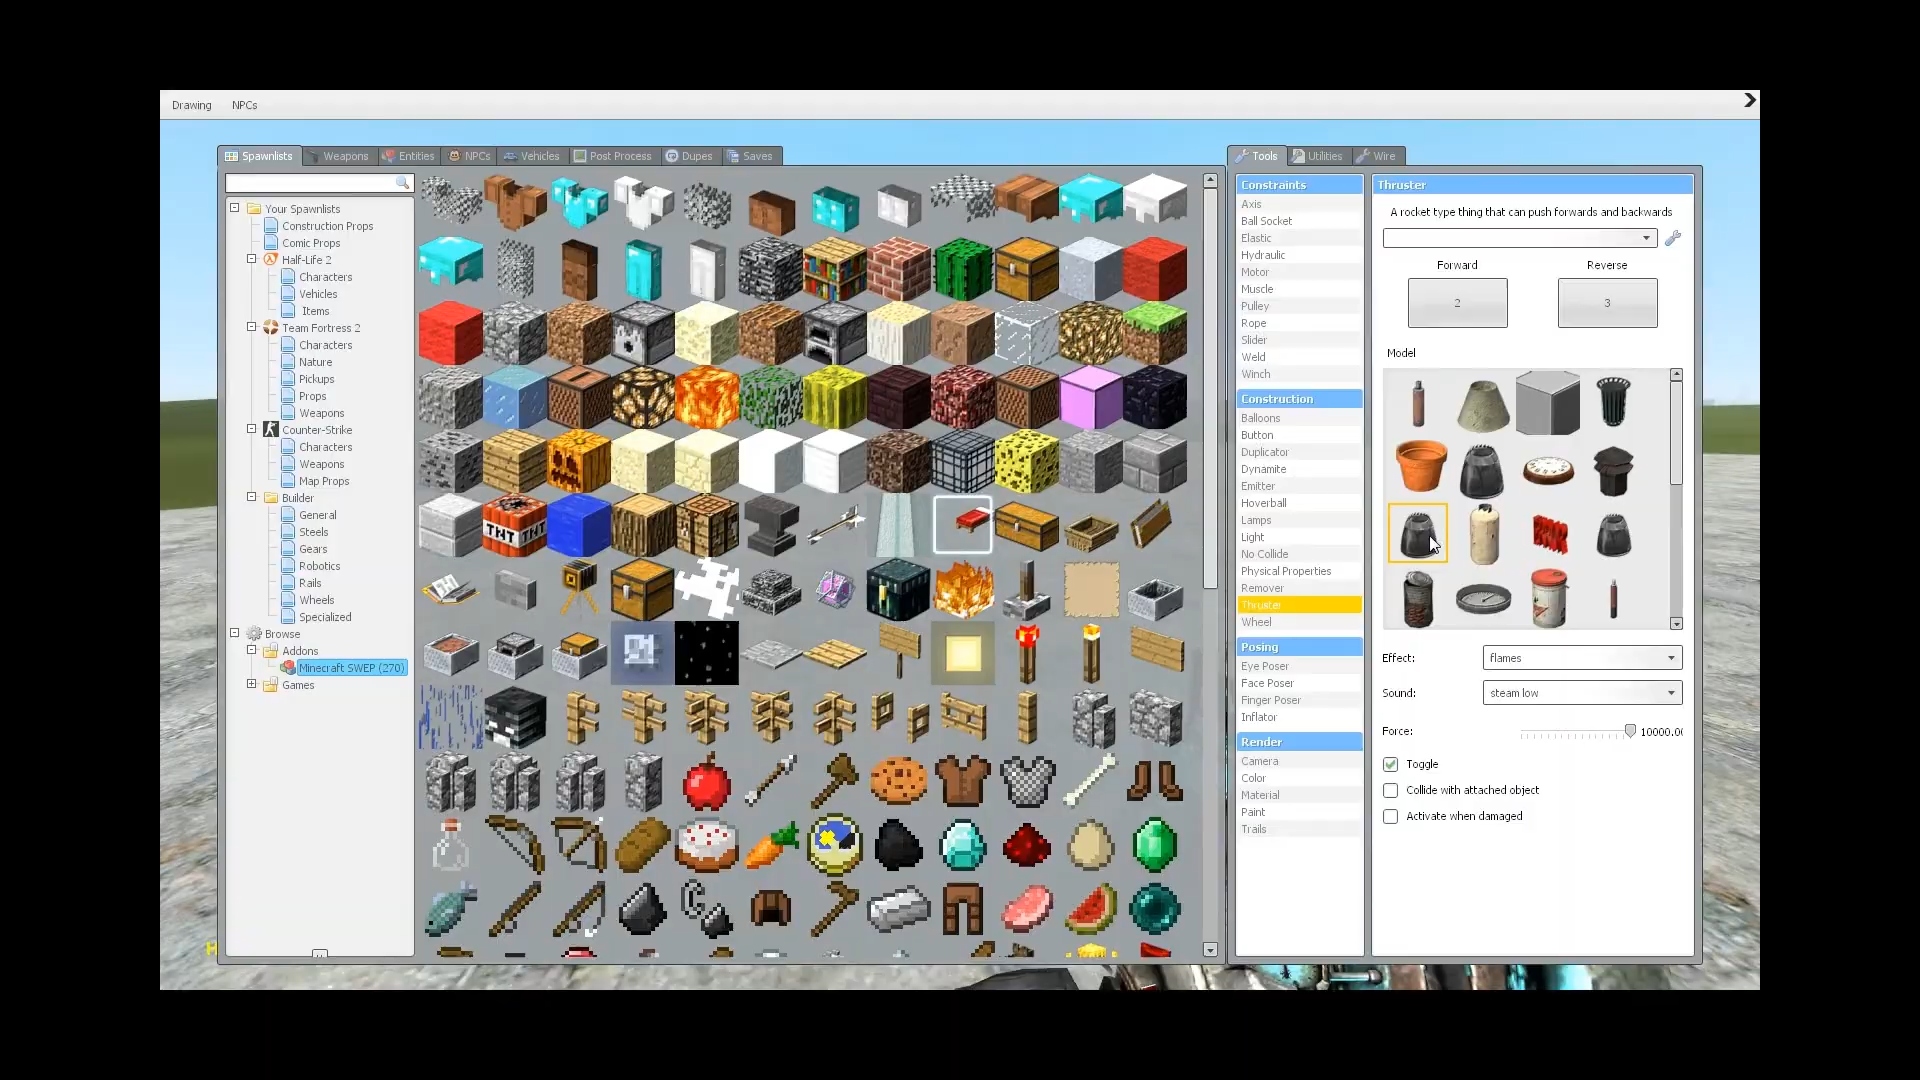 Drawing NPCs
Spawnlists Weapons Entities NPCs Vehicles Post Process Dupes Saves
Your Spawnlists
Construction Props
Comic Props
Half-Life 2
Characters
Vehicles
Items
Team Fortress 2
Characters
Nature
Pickups
Props
Weapons
Counter-Strike
Characters
Weapons
Map Props
Builder
General
Steels
Gears
Robotics
Rails
Wheels
Specialized
Browse
Addons
Minecraft SWEP (270)
Games
TNT
Tools Utilities Wire
Constraints
Axis
Ball Socket
Elastic
Hydraulic
Motor
Muscle
Pulley
Rope
Slider
Weld
Winch
Construction
Balloons
Button
Duplicator
Dynamite
Emitter
Hoverball
Lamps
Light
No Collide
Physical Properties
Remover
Thruster
Wheel
Posing
Eye Poser
Face Poser
Finger Poser
Inflator
Render
Camera
Color
Material
Paint
Trails
Thruster
A rocket type thing that can push forwards and backwards
Forward Reverse
2 3
Model
Effect: flames
Sound: steam low
Force: 10000.0
Toggle
Collide with attached object
Activate when damaged